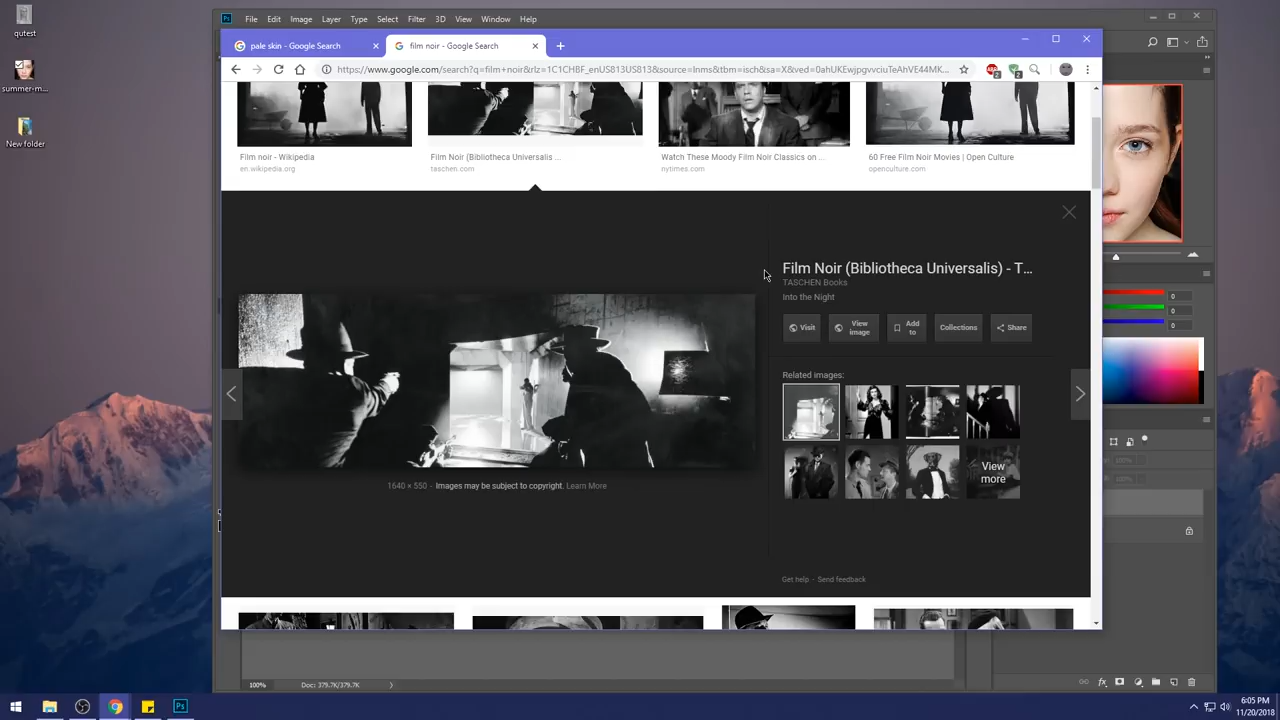 qutest
summer-m...
New folder
File Edit Image Layer Type Select Filter 3D View Window Help
pale skin - Google Search
film noir - Google Search
https://www.google.com/search?q=film+noir&rlz=1C1CHBF_enUS813US813&source=lnms&tbm=isch&sa=X&ved=0ahUKEwjpgvvciuTeAhVE44MK...
Film noir - Wikipedia
en.wikipedia.org
Film Noir (Bibliotheca Universalis ...
taschen.com
Watch These Moody Film Noir Classics on ...
nytimes.com
60 Free Film Noir Movies | Open Culture
openculture.com
Film Noir (Bibliotheca Universalis) - T...
TASCHEN Books
Into the Night
Visit
View image
Add to
Collections
Share
Related images:
View more
1640 × 550 - Images may be subject to copyright. Learn More
Get help - Send feedback
0
0
0
100%
100%
100% Doc: 379.7K/379.7K
6:05 PM
11/20/2018